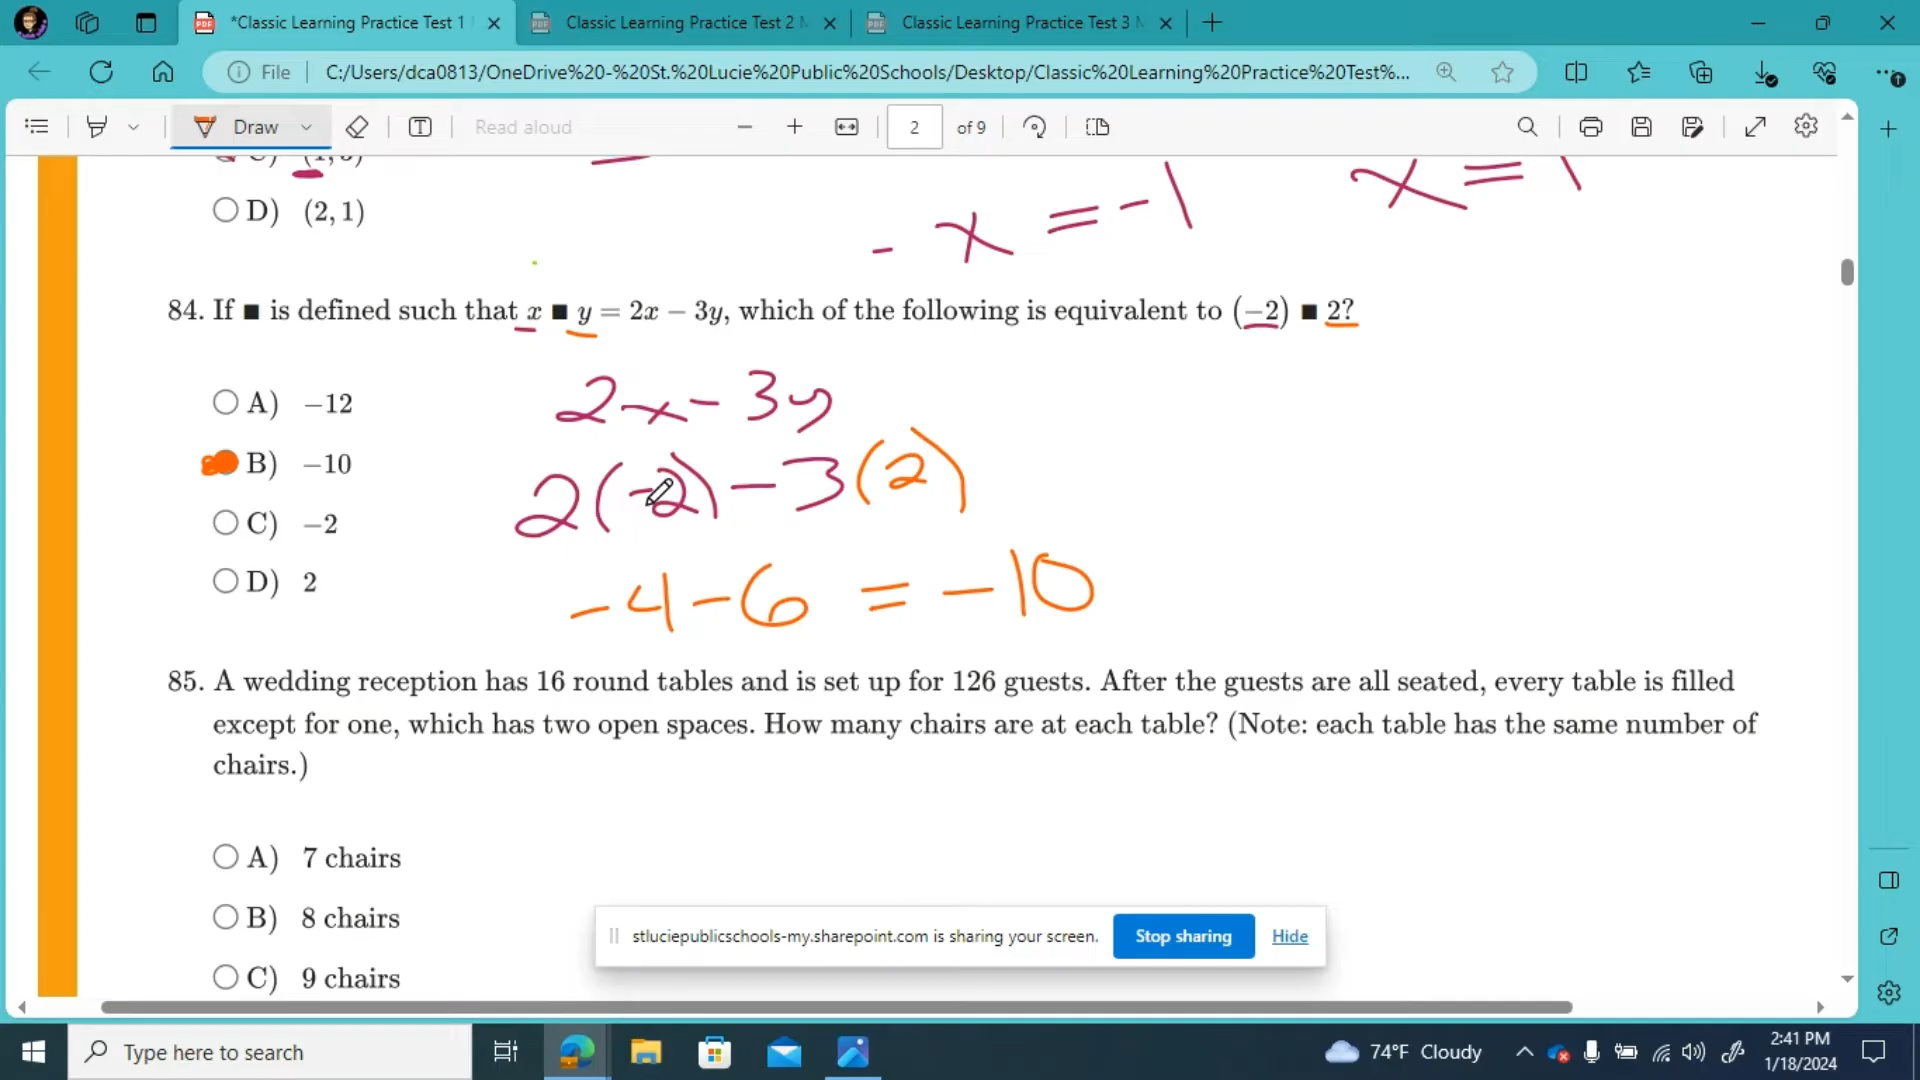 *Classic Learning Practice Test 1
Classic Learning Practice Test 2 M
Classic Learning Practice Test 3 M
File
C:/Users/dca0813/OneDrive%20-%20St.%20Lucie%20Public%20Schools/Desktop/Classic%20Learning%20Practice%20Test%...
Draw
Read aloud
2
of 9
D) (2, 1)
- x = -1
x = 1
84. If ■ is defined such that x ■ y = 2x − 3y, which of the following is equivalent to (−2) ■ 2?
A) −12
B) −10
C) −2
D) 2
2x - 3y
2(-2) - 3(2)
-4 - 6 = -10
85. A wedding reception has 16 round tables and is set up for 126 guests. After the guests are all seated, every table is filled
except for one, which has two open spaces. How many chairs are at each table? (Note: each table has the same number of
chairs.)
A) 7 chairs
B) 8 chairs
C) 9 chairs
stluciepublicschools-my.sharepoint.com is sharing your screen.
Stop sharing
Hide
Type here to search
74°F Cloudy
2:41 PM
1/18/2024